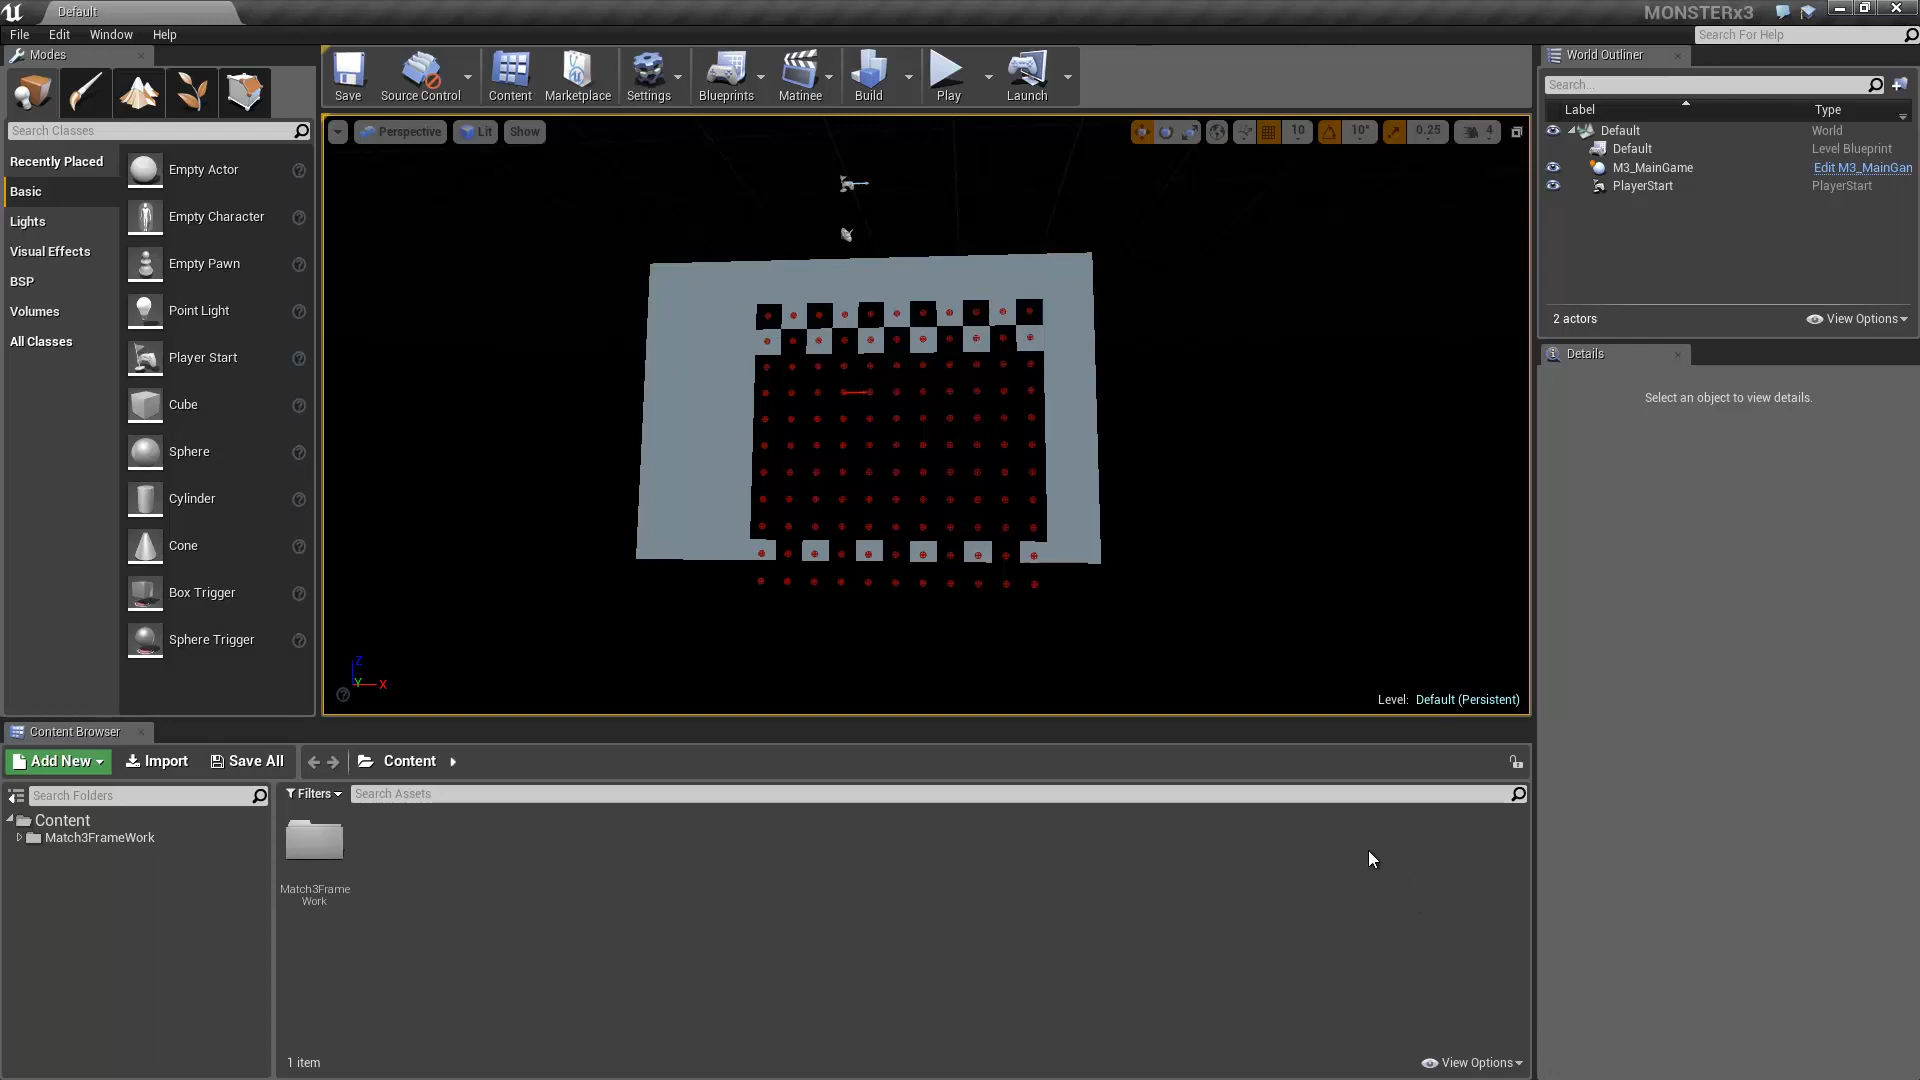 Default
MONSTERx3
File Edit Window Help
Search For Help
Modes
Search Classes
Recently Placed
Basic
Lights
Visual Effects
BSP
Volumes
All Classes
Empty Actor
Empty Character
Empty Pawn
Point Light
Player Start
Cube
Sphere
Cylinder
Cone
Box Trigger
Sphere Trigger
Save Source Control Content Marketplace Settings Blueprints Matinee Build Play Launch
Perspective Lit Show 10 10° 0.25 4
Z
Y X
Level: Default (Persistent)
World Outliner
Search...
Label Type
Default World
Default Level Blueprint
M3_MainGame Edit M3_MainGan
PlayerStart PlayerStart
2 actors View Options
Details
Select an object to view details.
Content Browser
Add New Import Save All Content
Search Folders
Content
Match3FrameWork
Filters Search Assets
Match3Frame
Work
1 item View Options